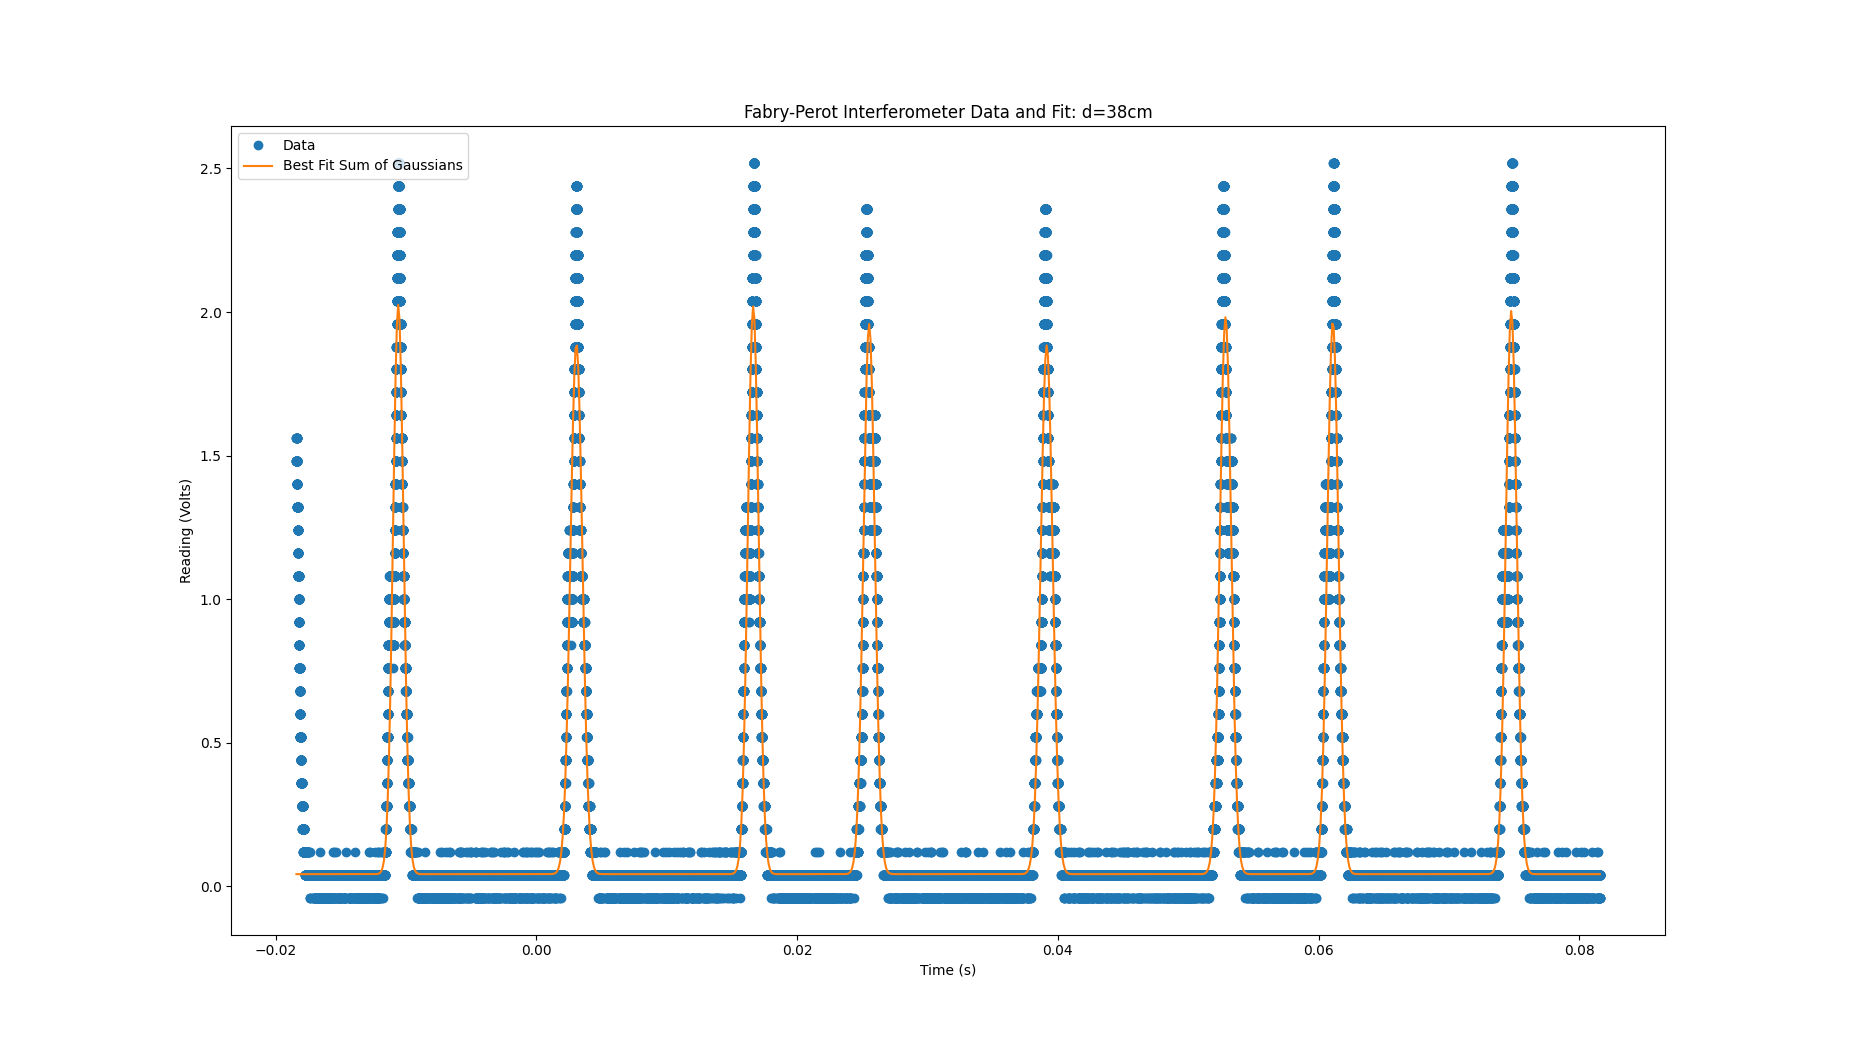 Fabry-Perot Interferometer Data and Fit: d=38cm
Data
Best Fit Sum of Gaussians
2.5
2.0
1.5
1.0
0.5
0.0
Reading (Volts)
−0.02 0.00 0.02 0.04 0.06 0.08
Time (s)